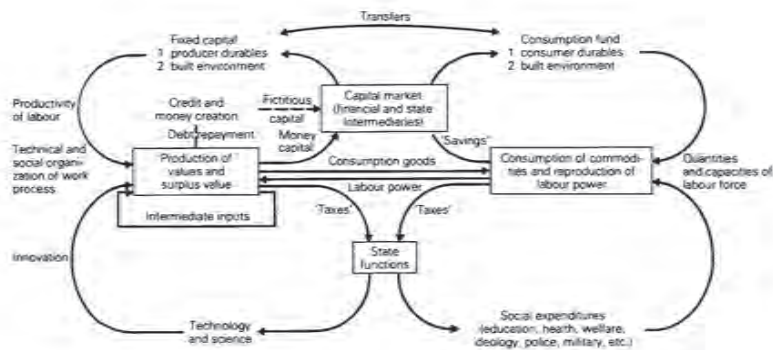 Transfers
Fixed capital
1 producer durables
2 built environment
Consumption fund
1 consumer durables
2 built environment
Productivity
of labour
Credit and
money creation
Fictitious
capital
Capital market
(financial and state
Intermedieries)
Debt repayment
Money
capital
"Savings"
Technical and
social organi-
zation of work
process
Production of
values and
surplus value
Consumption goods
Labour power
Consumption of commodi-
ties and reproduction of
labour power
Quantities
and capacities of
labour force
Intermediate inputs
'Taxes'
'Taxes'
Innovation
State
functions
Technology
and science
Social expenditures
(education, health, welfare,
ideology, police, military, etc.)